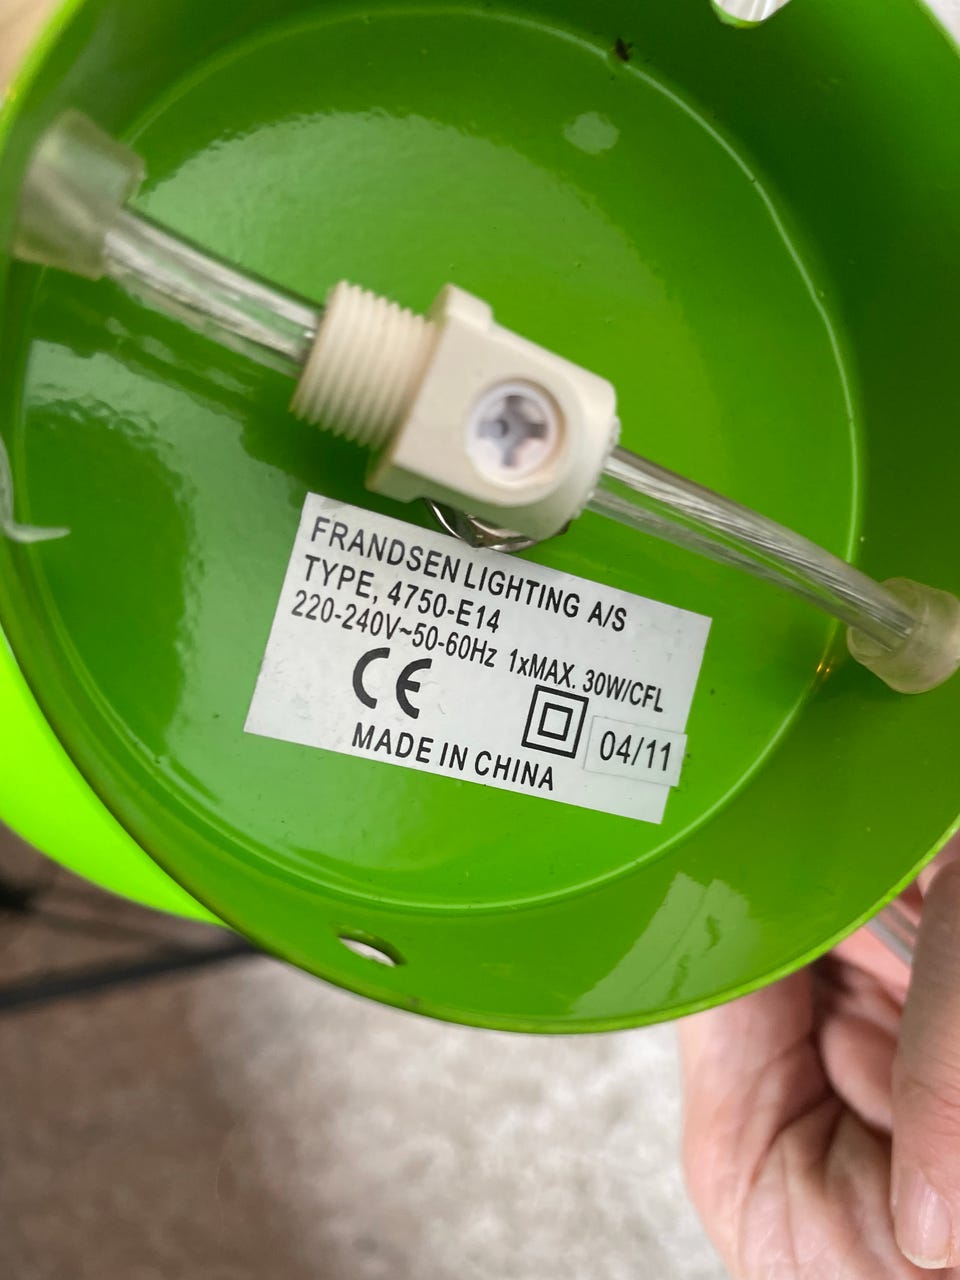 FRANDSEN LIGHTING A/S
TYPE, 4750-E14
220-240V~50-60Hz 1xMAX. 30W/CFL
CE
04/11
MADE IN CHINA